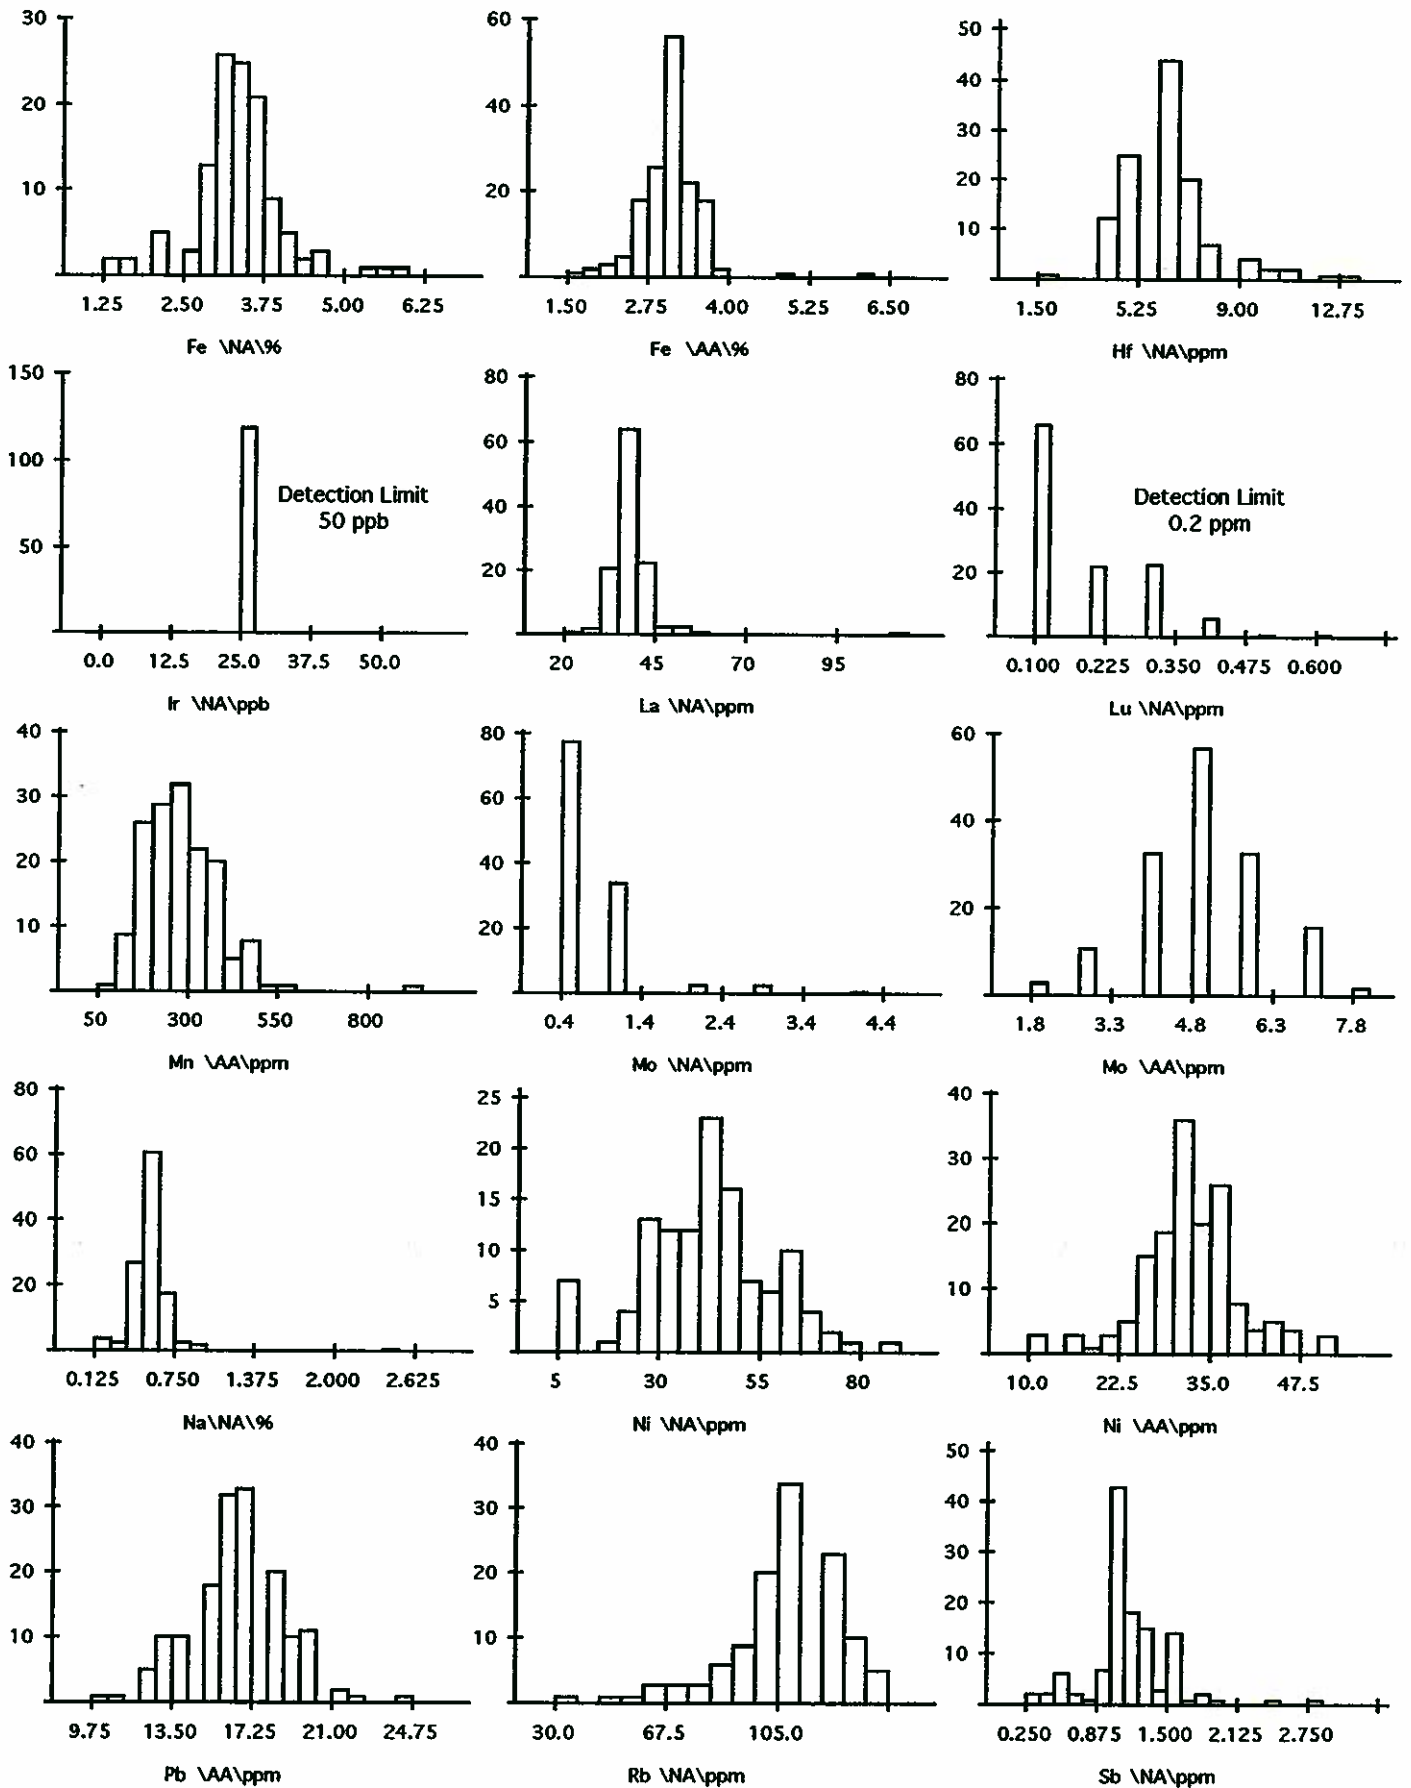 30
20
10
1.25 2.50 3.75 5.00 6.25
Fe \NA\%
60
40
20
1.50 2.75 4.00 5.25 6.50
Fe \AA\%
50
40
30
20
10
1.50 5.25 9.00 12.75
Hf \NA\ppm
150
100
50
Detection Limit
50 ppb
0.0 12.5 25.0 37.5 50.0
Ir \NA\ppb
80
60
40
20
20 45 70 95
La \NA\ppm
80
60
40
20
Detection Limit
0.2 ppm
0.100 0.225 0.350 0.475 0.600
Lu \NA\ppm
40
30
20
10
50 300 550 800
Mn \AA\ppm
80
60
40
20
0.4 1.4 2.4 3.4 4.4
Mo \NA\ppm
60
40
20
1.8 3.3 4.8 6.3 7.8
Mo \AA\ppm
80
60
40
20
0.125 0.750 1.375 2.000 2.625
Na\NA\%
25
20
15
10
5
5 30 55 80
Ni \NA\ppm
40
30
20
10
10.0 22.5 35.0 47.5
Ni \AA\ppm
40
30
20
10
9.75 13.50 17.25 21.00 24.75
Pb \AA\ppm
40
30
20
10
30.0 67.5 105.0
Rb \NA\ppm
50
40
30
20
10
0.250 0.875 1.500 2.125 2.750
Sb \NA\ppm